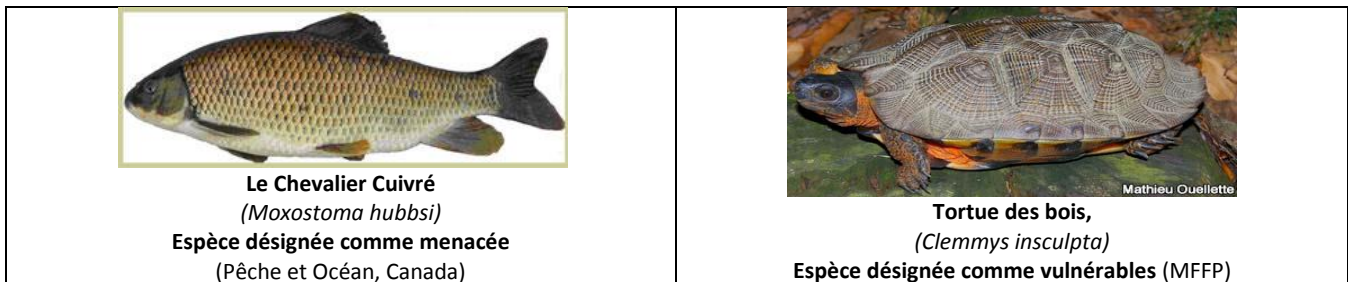 Le Chevalier Cuivré
(Moxostoma hubbsi)
Espèce désignée comme menacée
(Pêche et Océan, Canada)
Mathieu Ouellette
Tortue des bois,
(Clemmys insculpta)
Espèce désignée comme vulnérables (MFFP)